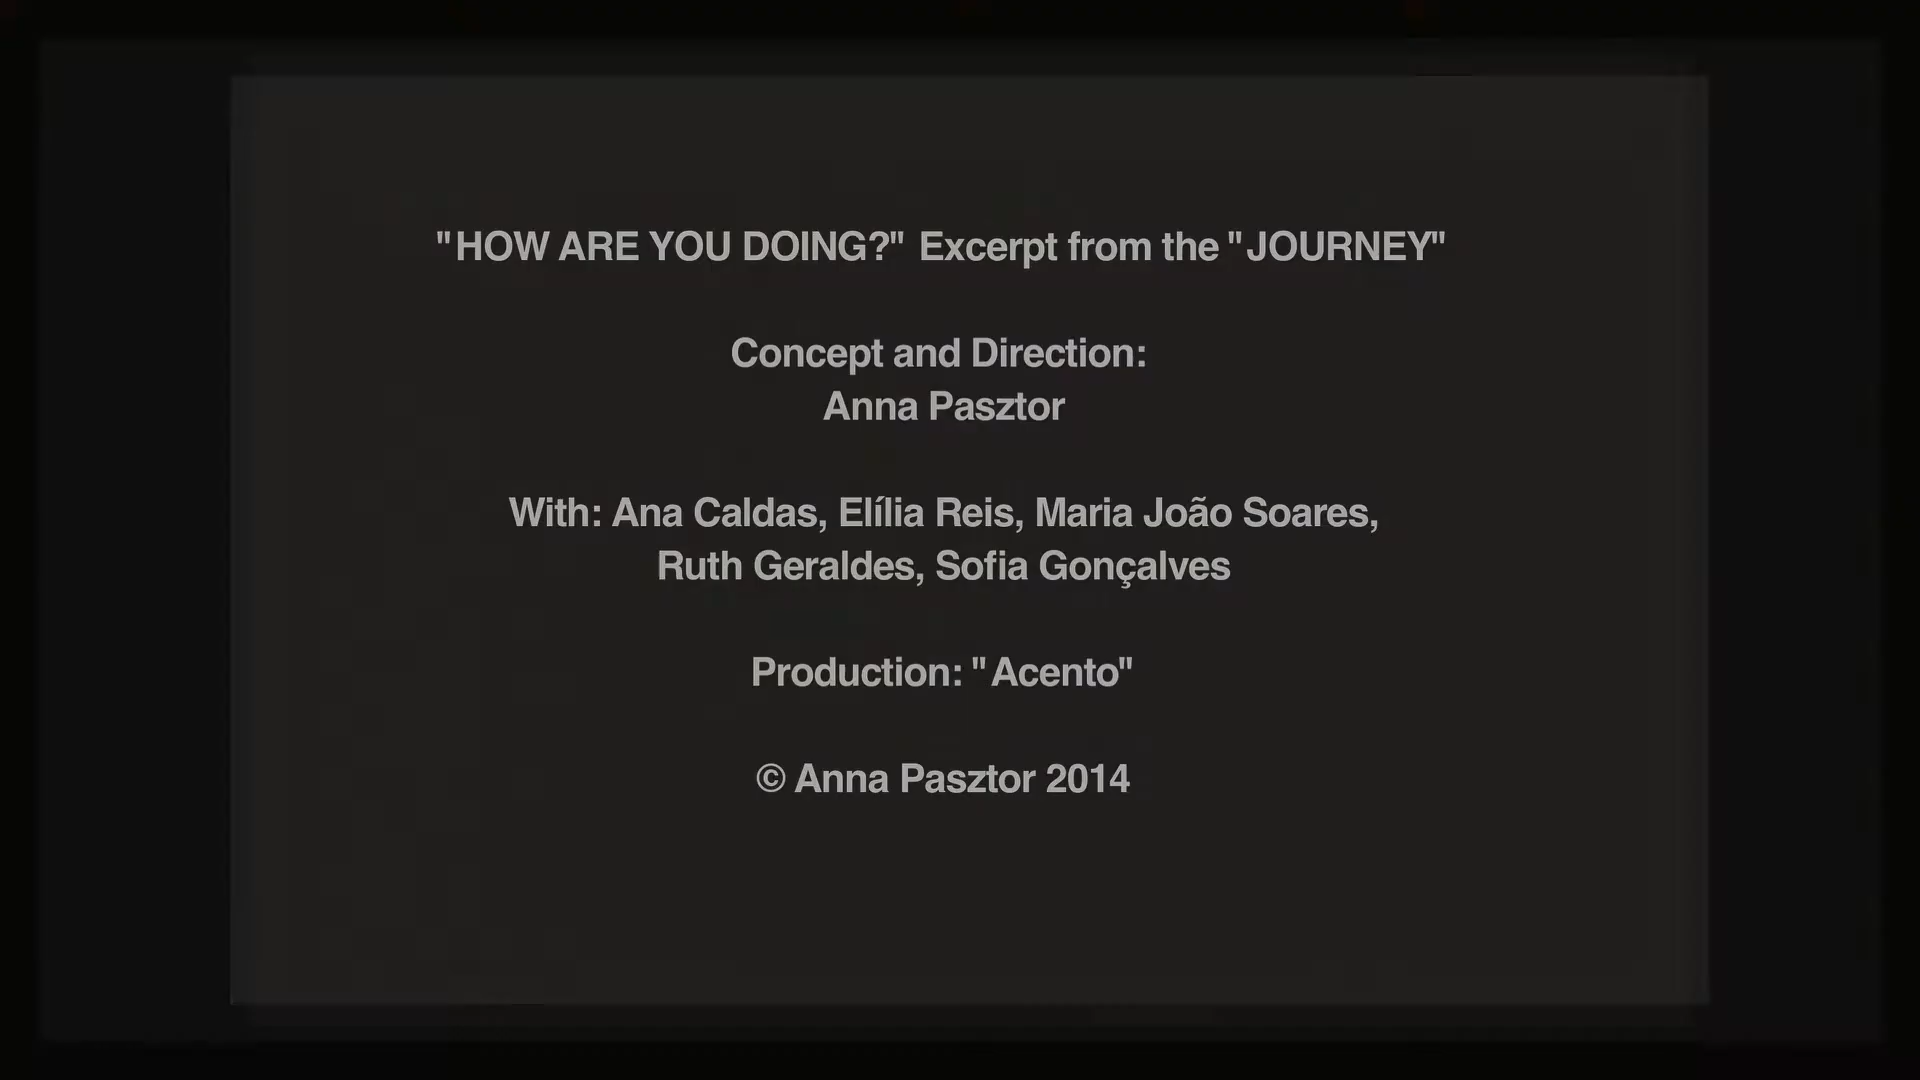 "HOW ARE YOU DOING?" Excerpt from the "JOURNEY"
Concept and Direction:
Anna Pasztor
With: Ana Caldas, Elília Reis, Maria João Soares,
Ruth Geraldes, Sofia Gonçalves
Production: "Acento"
© Anna Pasztor 2014